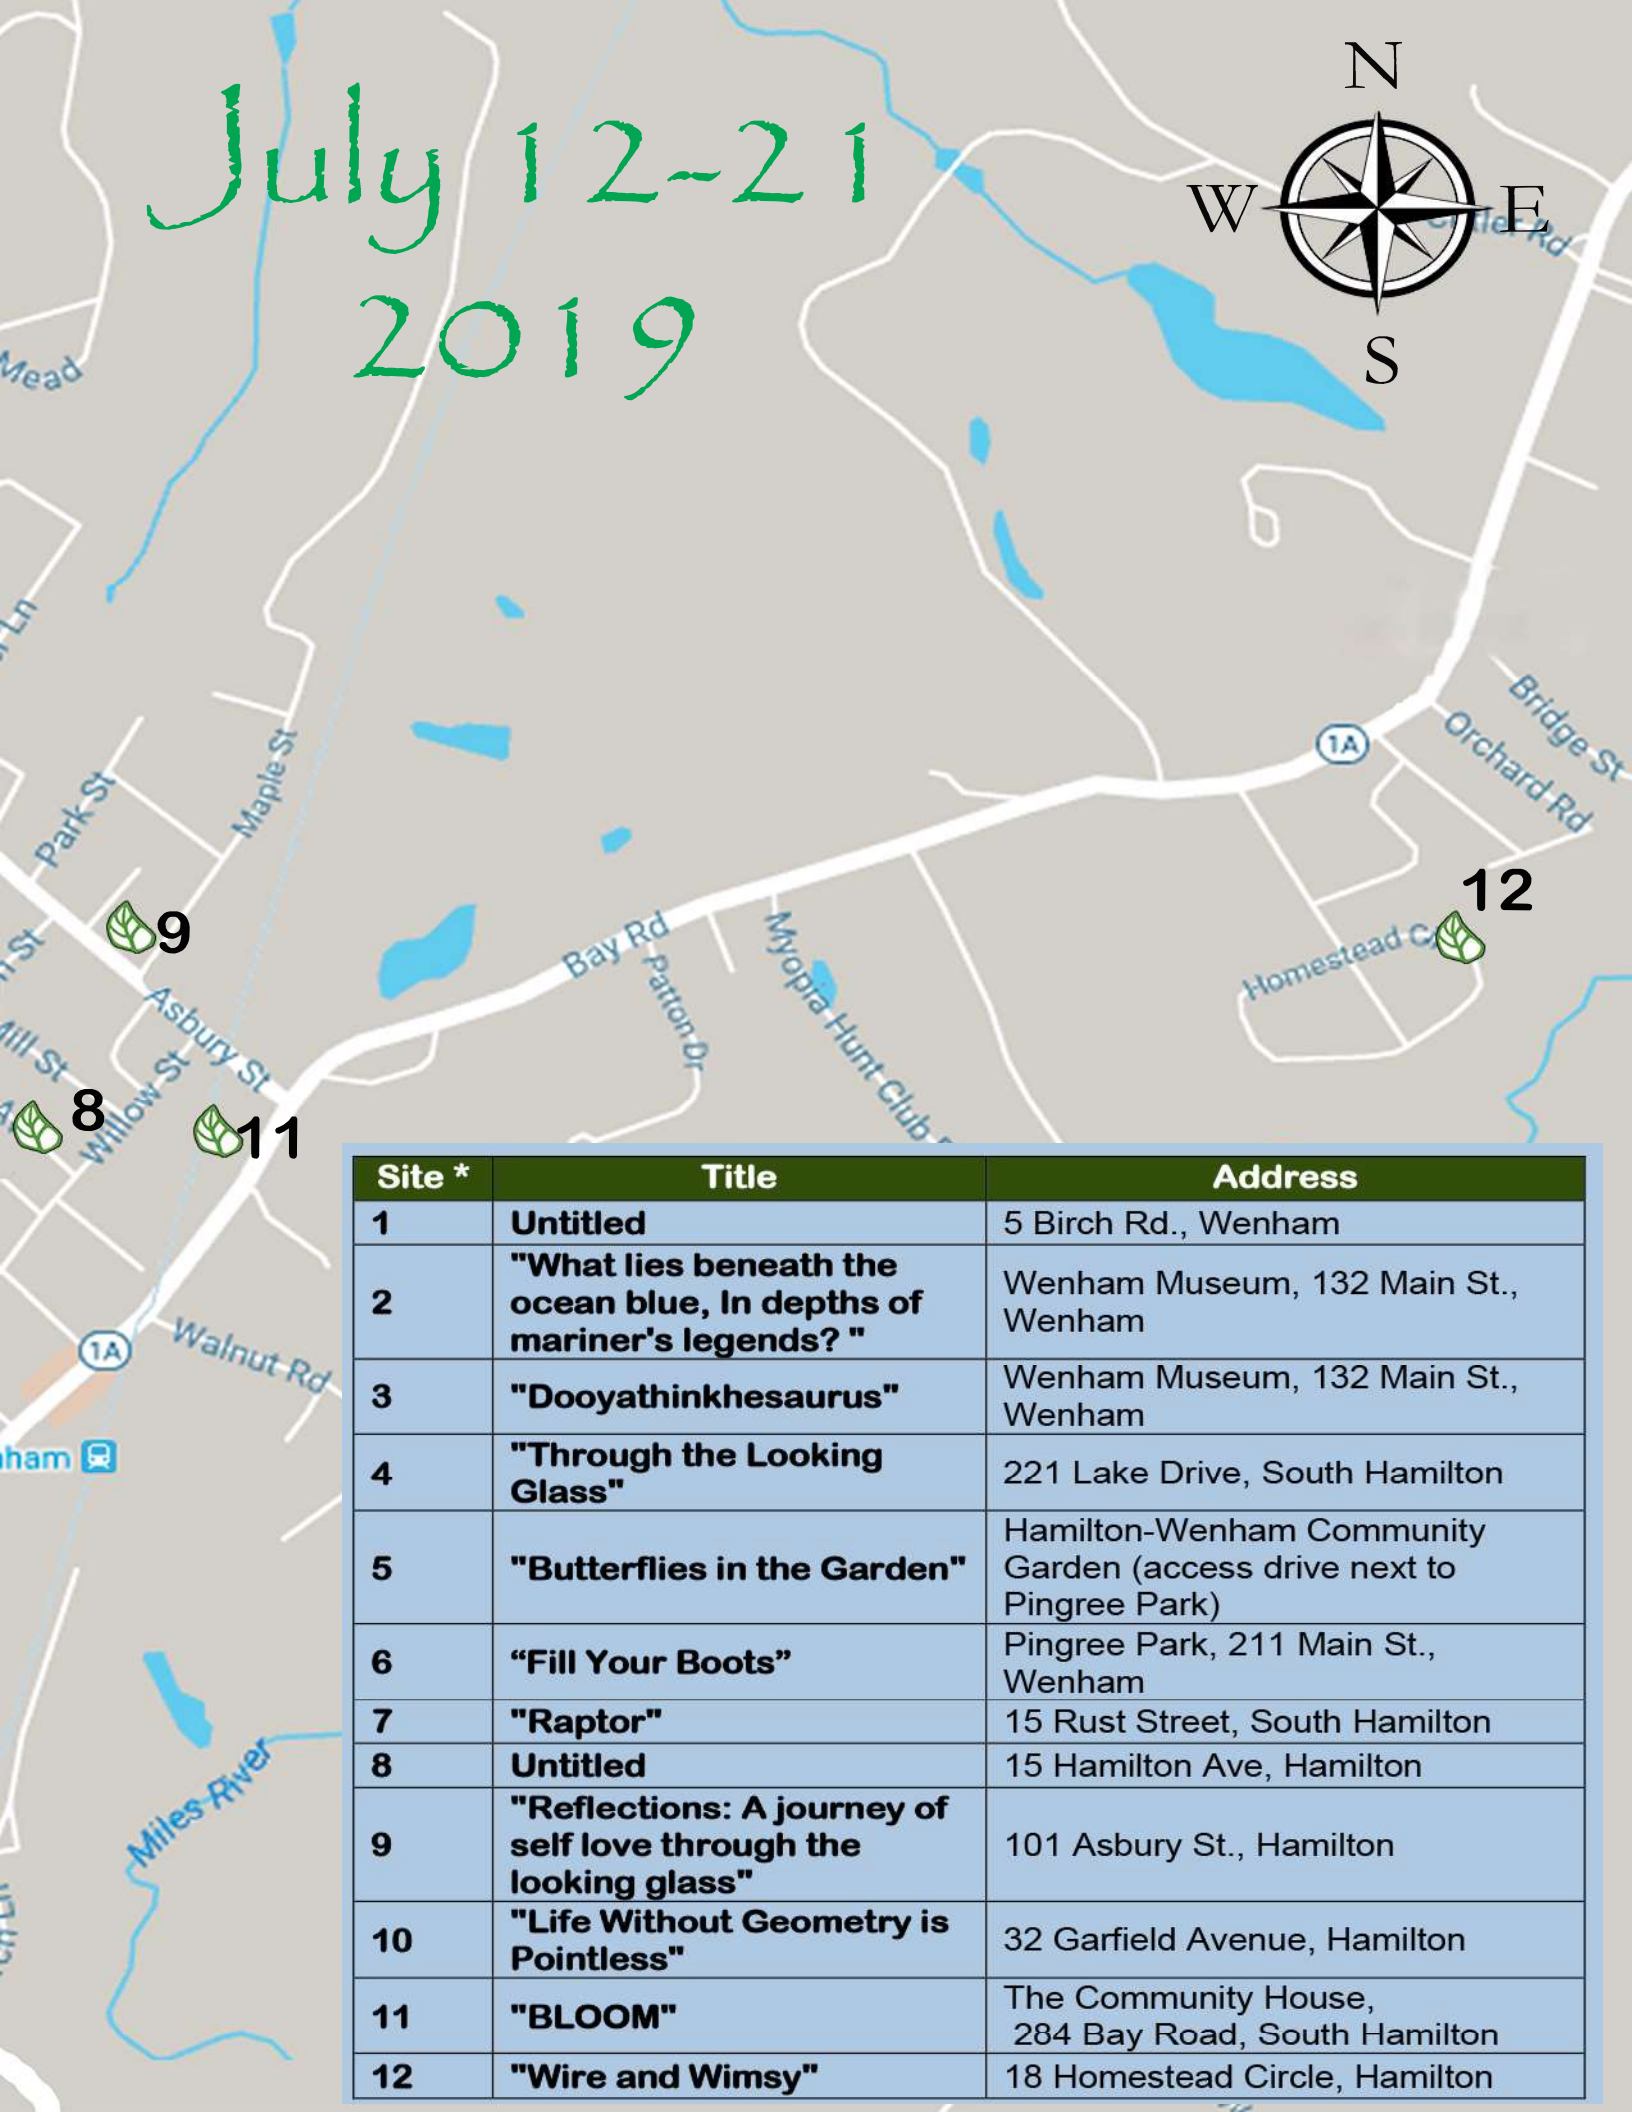 July 12-21
2019
N
W
E
S
Mead
Ln
Park St
Maple St
Bridge St
Orchard Rd
1A
12
9
Bay Rd
Patton Dr
Myopia Hunt Club
Homestead
Asbury St
St
Mill St
Willow St
8
11
1A
Walnut Rd
Miles River
Site * Title Address
1 Untitled 5 Birch Rd., Wenham
2 "What lies beneath the
ocean blue, In depths of
mariner's legends? "
Wenham Museum, 132 Main St.,
Wenham
3 "Dooyathinkhesaurus"
Wenham Museum, 132 Main St.,
Wenham
4 "Through the Looking
Glass"
221 Lake Drive, South Hamilton
5 "Butterflies in the Garden"
Hamilton-Wenham Community
Garden (access drive next to
Pingree Park)
6 “Fill Your Boots”
Pingree Park, 211 Main St.,
Wenham
7 "Raptor" 15 Rust Street, South Hamilton
8 Untitled 15 Hamilton Ave, Hamilton
9 "Reflections: A journey of
self love through the
looking glass"
101 Asbury St., Hamilton
10 "Life Without Geometry is
Pointless"
32 Garfield Avenue, Hamilton
11 "BLOOM"
The Community House,
284 Bay Road, South Hamilton
12 "Wire and Wimsy" 18 Homestead Circle, Hamilton